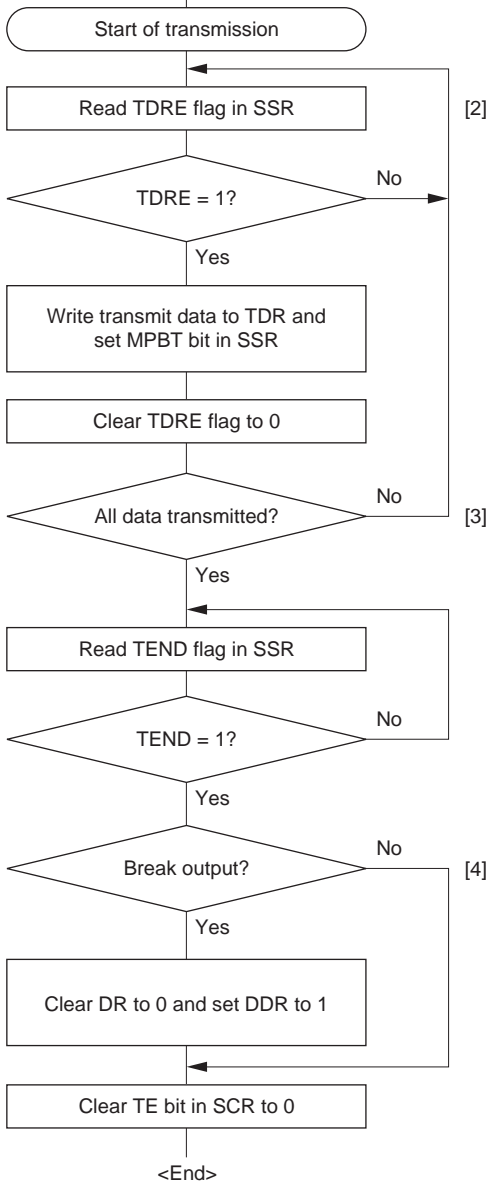 Start of transmission
Read TDRE flag in SSR
[2]
TDRE = 1?
No
Yes
Write transmit data to TDR and
set MPBT bit in SSR
Clear TDRE flag to 0
All data transmitted?
No
[3]
Yes
Read TEND flag in SSR
TEND = 1?
No
Yes
Break output?
No
[4]
Yes
Clear DR to 0 and set DDR to 1
Clear TE bit in SCR to 0
<End>